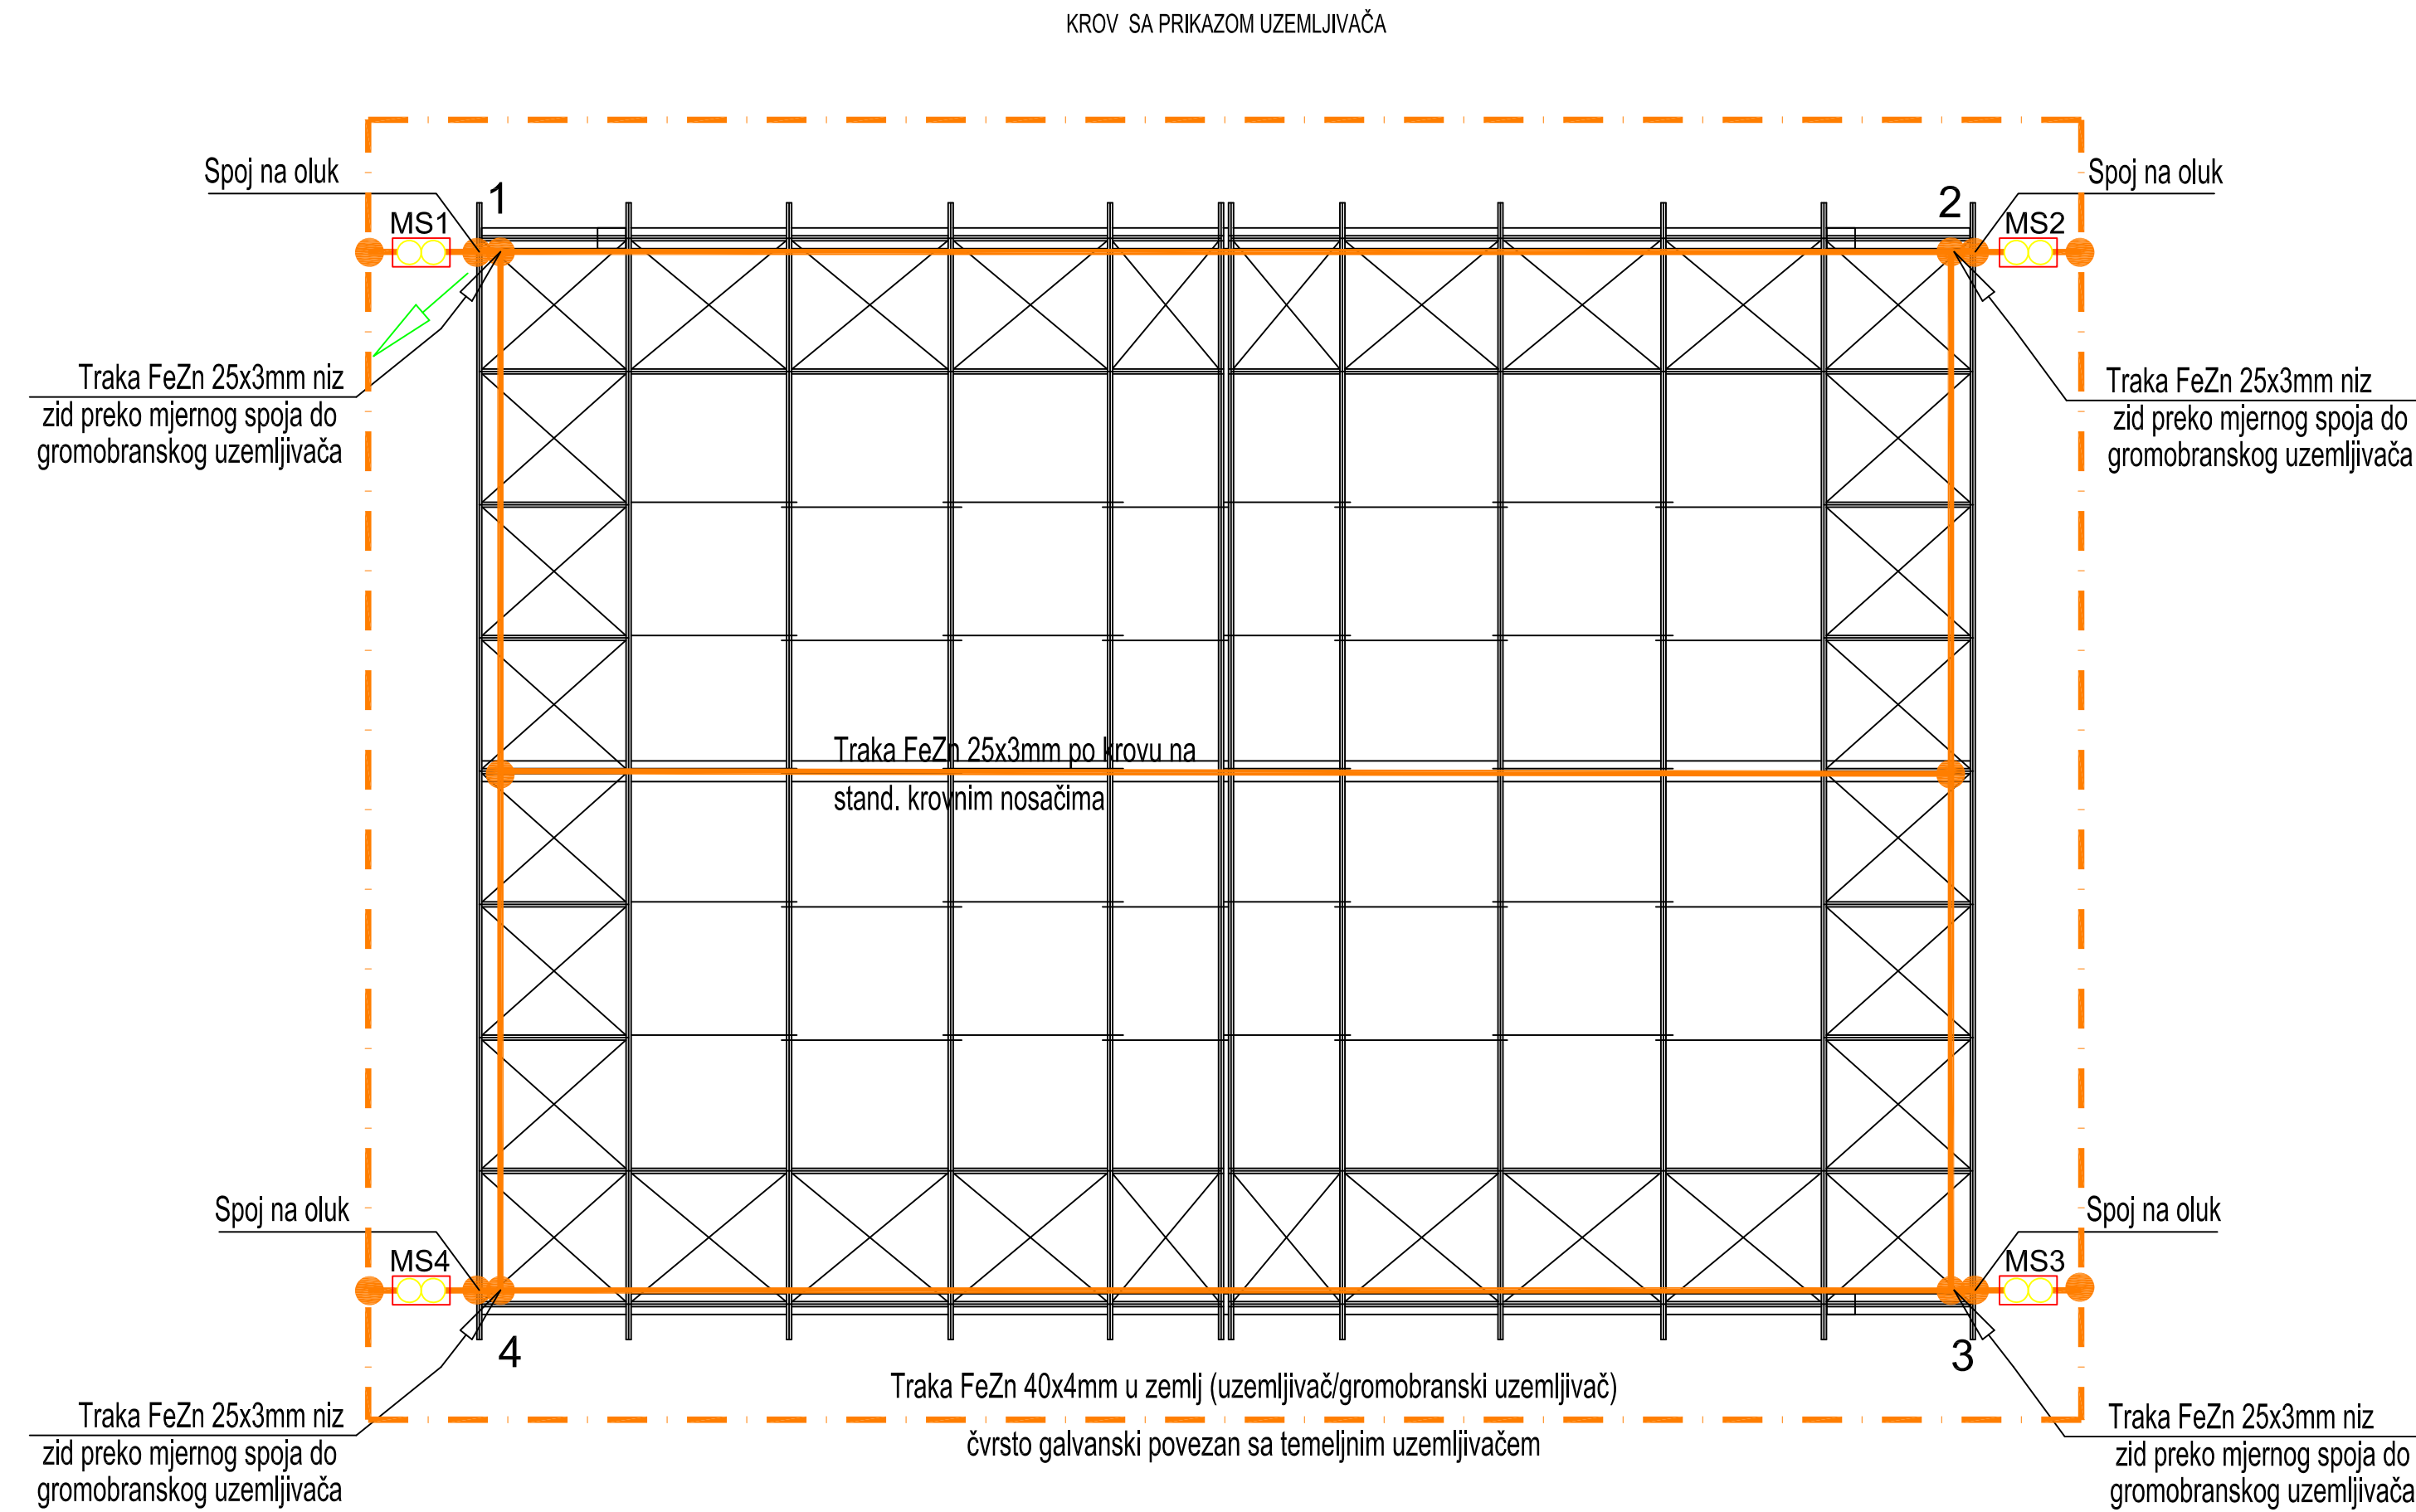 KROV SA PRIKAZOM UZEMLJIVAČA
Spoj na oluk
1
MS1
2
Spoj na oluk
MS2
Traka FeZn 25x3mm niz
zid preko mjernog spoja do
gromobranskog uzemljivača
Traka FeZn 25x3mm niz
zid preko mjernog spoja do
gromobranskog uzemljivača
Traka FeZn 25x3mm po krovu na
stand. krovnim nosačima
Spoj na oluk
MS4
4
Spoj na oluk
MS3
3
Traka FeZn 40x4mm u zemlj (uzemljivač/gromobranski uzemljivač)
čvrsto galvanski povezan sa temeljnim uzemljivačem
Traka FeZn 25x3mm niz
zid preko mjernog spoja do
gromobranskog uzemljivača
Traka FeZn 25x3mm niz
zid preko mjernog spoja do
gromobranskog uzemljivača